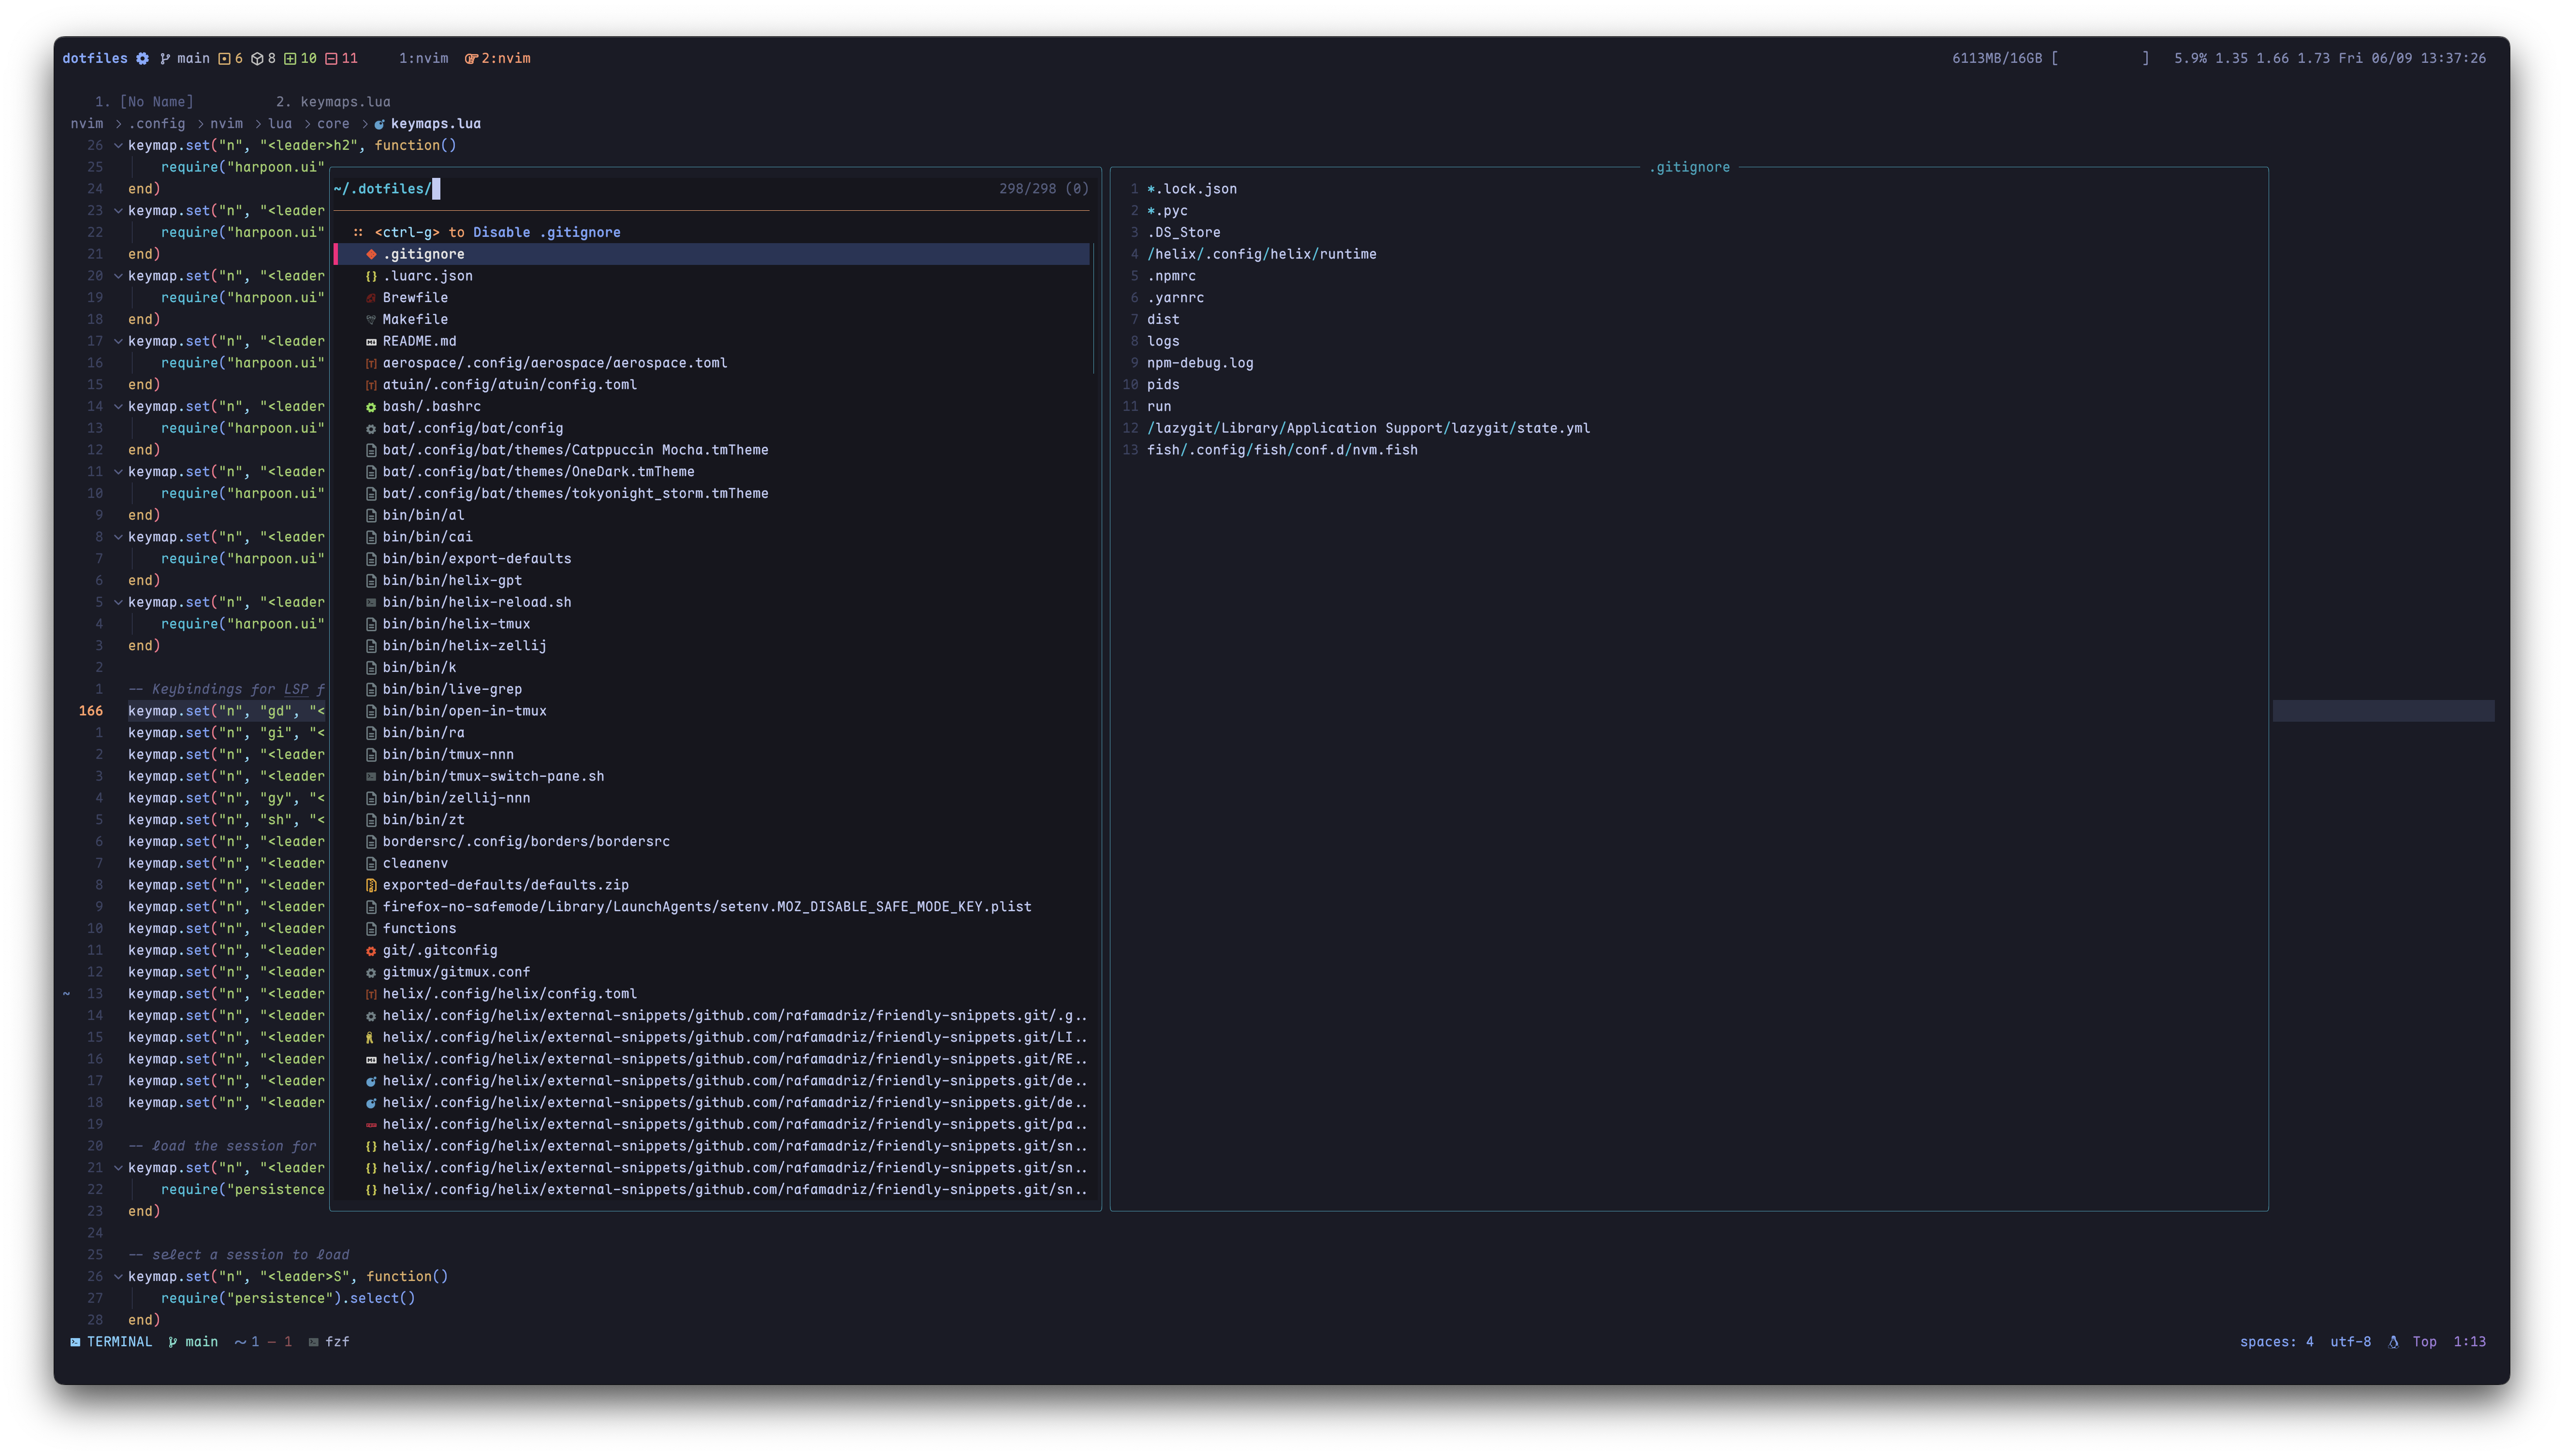 dotfiles main 6 8 10 11 1:nvim 2:nvim 6113MB/16GB [ ] 5.9% 1.35 1.66 1.73 Fri 06/09 13:37:26
1. [No Name] 2. keymaps.lua
nvim > .config > nvim > lua > core > keymaps.lua
26 keymap.set("n", "<leader>h2", function()
25 require("harpoon.ui"
24 end)
23 keymap.set("n", "<leader
22 require("harpoon.ui"
21 end)
20 keymap.set("n", "<leader
19 require("harpoon.ui"
18 end)
17 keymap.set("n", "<leader
16 require("harpoon.ui"
15 end)
14 keymap.set("n", "<leader
13 require("harpoon.ui"
12 end)
11 keymap.set("n", "<leader
10 require("harpoon.ui"
9 end)
8 keymap.set("n", "<leader
7 require("harpoon.ui"
6 end)
5 keymap.set("n", "<leader
4 require("harpoon.ui"
3 end)
2
1 -- Keybindings for LSP f
166 keymap.set("n", "gd", "<
1 keymap.set("n", "gi", "<
2 keymap.set("n", "<leader
3 keymap.set("n", "<leader
4 keymap.set("n", "gy", "<
5 keymap.set("n", "sh", "<
6 keymap.set("n", "<leader
7 keymap.set("n", "<leader
8 keymap.set("n", "<leader
9 keymap.set("n", "<leader
10 keymap.set("n", "<leader
11 keymap.set("n", "<leader
12 keymap.set("n", "<leader
~ 13 keymap.set("n", "<leader
14 keymap.set("n", "<leader
15 keymap.set("n", "<leader
16 keymap.set("n", "<leader
17 keymap.set("n", "<leader
18 keymap.set("n", "<leader
19
20 -- load the session for
21 keymap.set("n", "<leader
22 require("persistence
23 end)
24
25 -- select a session to load
26 keymap.set("n", "<leader>S", function()
27 require("persistence").select()
28 end)
~/.dotfiles/ 298/298 (0)
:: <ctrl-g> to Disable .gitignore
.gitignore
.luarc.json
Brewfile
Makefile
README.md
aerospace/.config/aerospace/aerospace.toml
atuin/.config/atuin/config.toml
bash/.bashrc
bat/.config/bat/config
bat/.config/bat/themes/Catppuccin Mocha.tmTheme
bat/.config/bat/themes/OneDark.tmTheme
bat/.config/bat/themes/tokyonight_storm.tmTheme
bin/bin/al
bin/bin/cai
bin/bin/export-defaults
bin/bin/helix-gpt
bin/bin/helix-reload.sh
bin/bin/helix-tmux
bin/bin/helix-zellij
bin/bin/k
bin/bin/live-grep
bin/bin/open-in-tmux
bin/bin/ra
bin/bin/tmux-nnn
bin/bin/tmux-switch-pane.sh
bin/bin/zellij-nnn
bin/bin/zt
bordersrc/.config/borders/bordersrc
cleanenv
exported-defaults/defaults.zip
firefox-no-safemode/Library/LaunchAgents/setenv.MOZ_DISABLE_SAFE_MODE_KEY.plist
functions
git/.gitconfig
gitmux/gitmux.conf
helix/.config/helix/config.toml
helix/.config/helix/external-snippets/github.com/rafamadriz/friendly-snippets.git/.g..
helix/.config/helix/external-snippets/github.com/rafamadriz/friendly-snippets.git/LI..
helix/.config/helix/external-snippets/github.com/rafamadriz/friendly-snippets.git/RE..
helix/.config/helix/external-snippets/github.com/rafamadriz/friendly-snippets.git/de..
helix/.config/helix/external-snippets/github.com/rafamadriz/friendly-snippets.git/de..
helix/.config/helix/external-snippets/github.com/rafamadriz/friendly-snippets.git/pa..
helix/.config/helix/external-snippets/github.com/rafamadriz/friendly-snippets.git/sn..
helix/.config/helix/external-snippets/github.com/rafamadriz/friendly-snippets.git/sn..
helix/.config/helix/external-snippets/github.com/rafamadriz/friendly-snippets.git/sn..
.gitignore
1 *.lock.json
2 *.pyc
3 .DS_Store
4 /helix/.config/helix/runtime
5 .npmrc
6 .yarnrc
7 dist
8 logs
9 npm-debug.log
10 pids
11 run
12 /lazygit/Library/Application Support/lazygit/state.yml
13 fish/.config/fish/conf.d/nvm.fish
TERMINAL main ~ 1 - 1 fzf spaces: 4 utf-8 Top 1:13